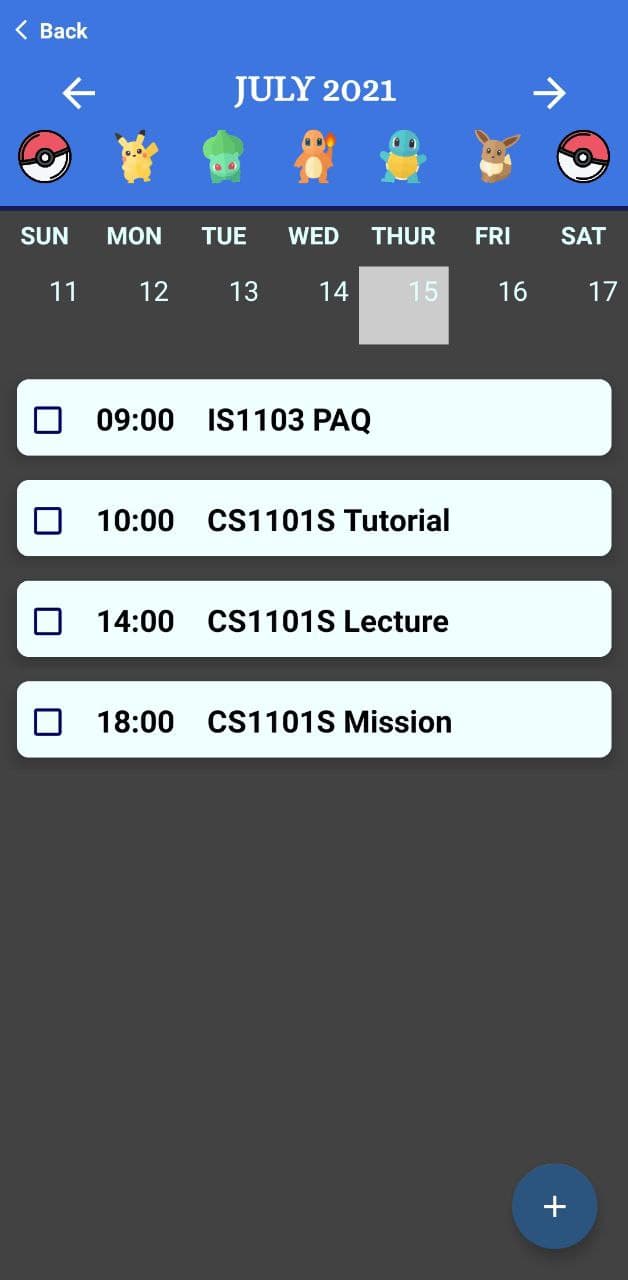 Back
JULY 2021
SUN MON TUE WED THUR FRI SAT
11 12 13 14 15 16 17
09:00 IS1103 PAQ
10:00 CS1101S Tutorial
14:00 CS1101S Lecture
18:00 CS1101S Mission
+